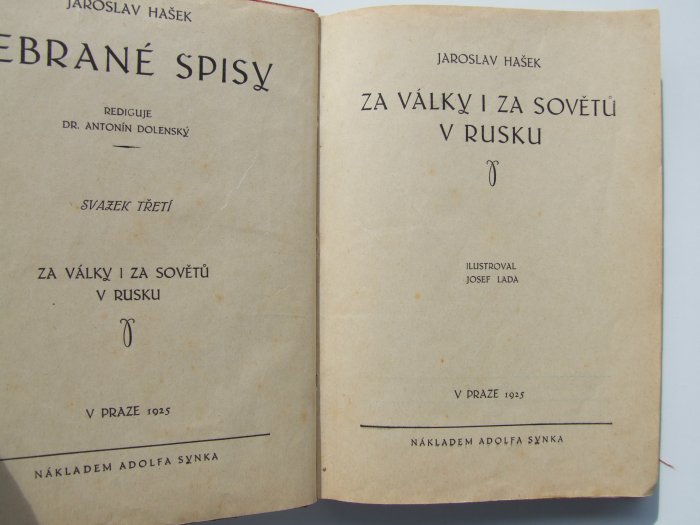 JAROSLAV HAŠEK
EBRANÉ SPISY
REDIGUJE
DR. ANTONÍN DOLENSKÝ
SVAZEK TŘETÍ
ZA VÁLKY I ZA SOVĚTŮ
V RUSKU
V PRAZE 1925
NÁKLADEM ADOLFA SYNKA
JAROSLAV HAŠEK
ZA VÁLKY I ZA SOVĚTŮ
V RUSKU
ILUSTROVAL
JOSEF LADA
V PRAZE 1925
NÁKLADEM ADOLFA SYNKA